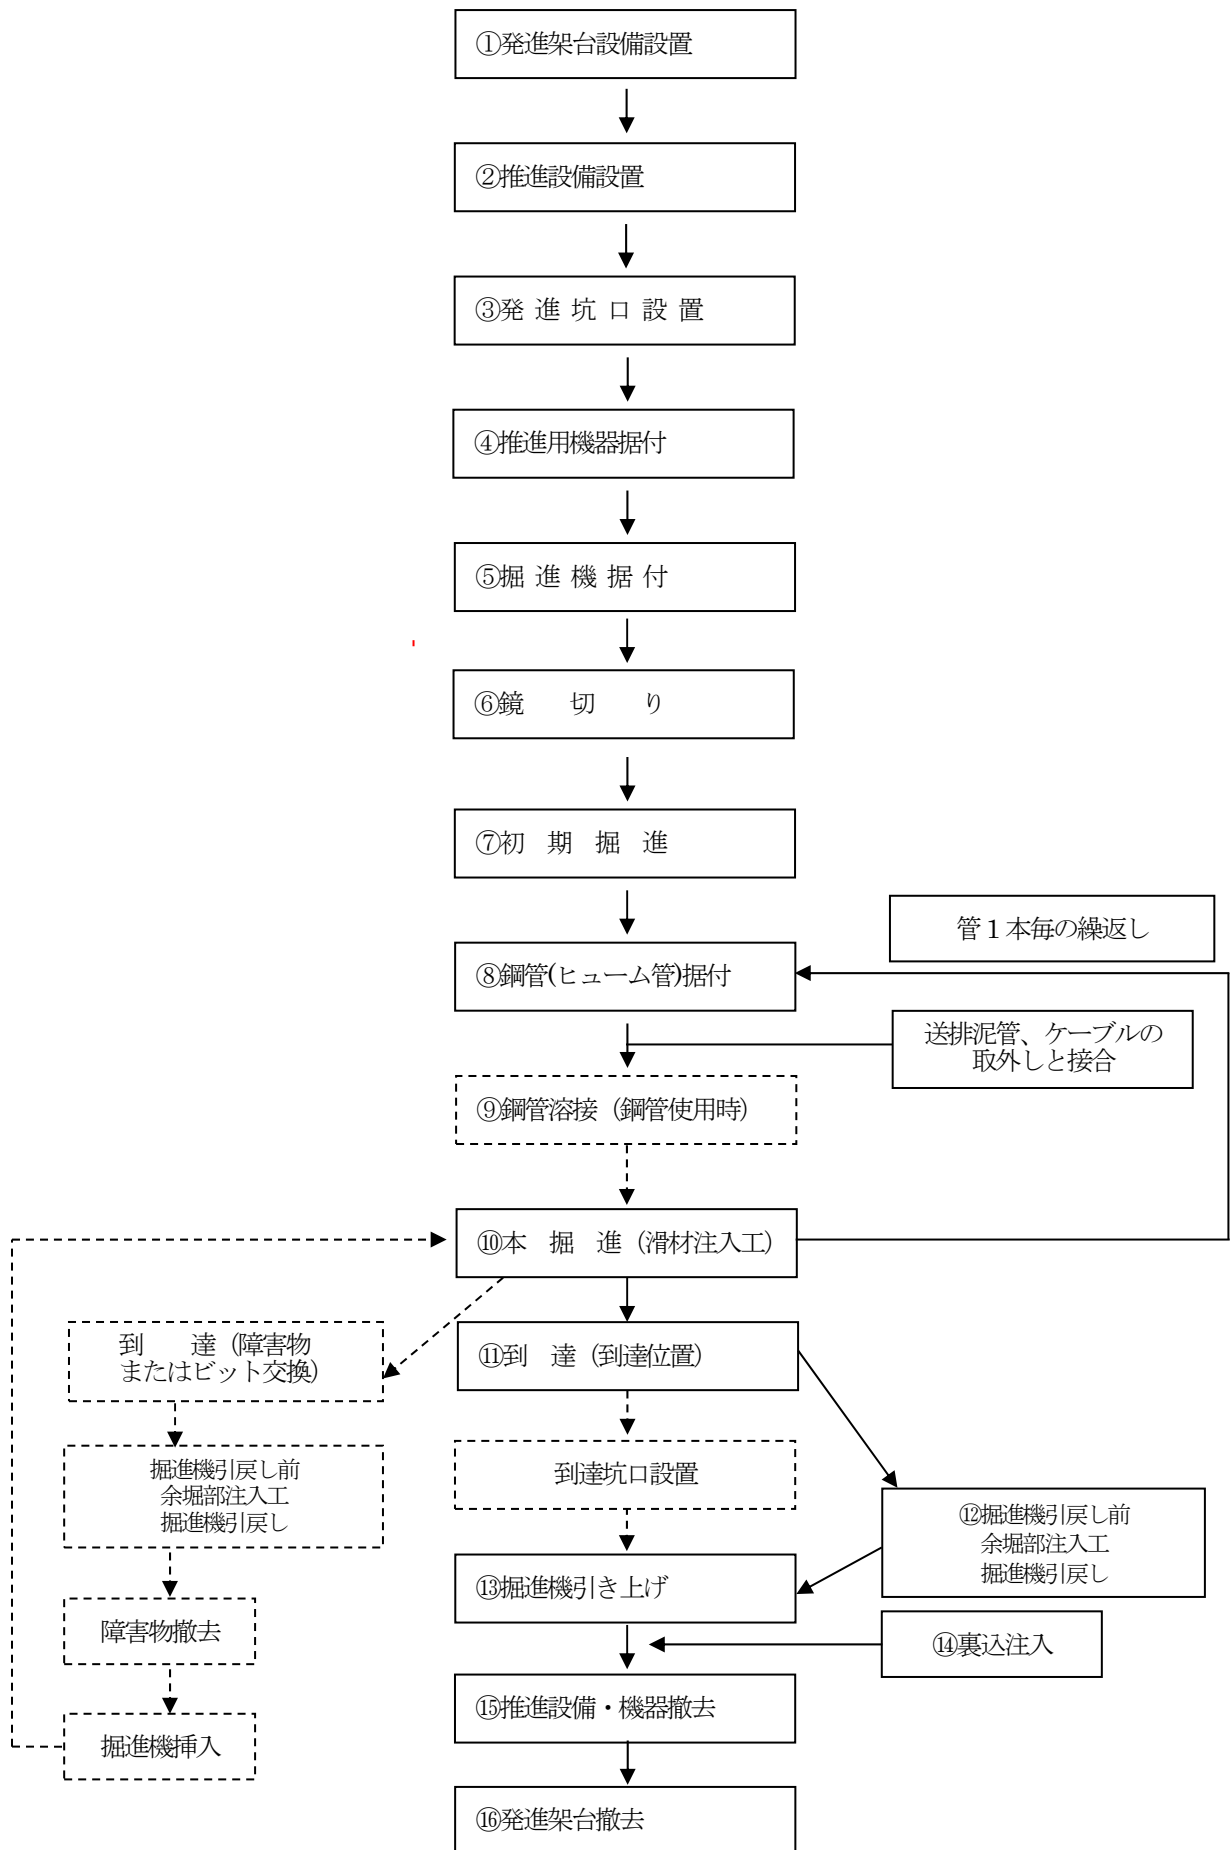 ①発進架台設備設置
②推進設備設置
③発 進 坑 口 設 置
④推進用機器据付
⑤掘 進 機 据 付
⑥鏡　切　り
⑦初　期　掘　進
管１本毎の繰返し
⑧鋼管(ヒューム管)据付
送排泥管、ケーブルの
取外しと接合
⑨鋼管溶接（鋼管使用時）
⑩本　掘　進（滑材注入工）
到　　達（障害物
またはビット交換）
⑪到　達（到達位置）
掘進機引戻し前
余堀部注入工
掘進機引戻し
到達坑口設置
⑫掘進機引戻し前
余堀部注入工
掘進機引戻し
⑬掘進機引き上げ
障害物撤去
⑭裏込注入
⑮推進設備・機器撤去
掘進機挿入
⑯発進架台撤去